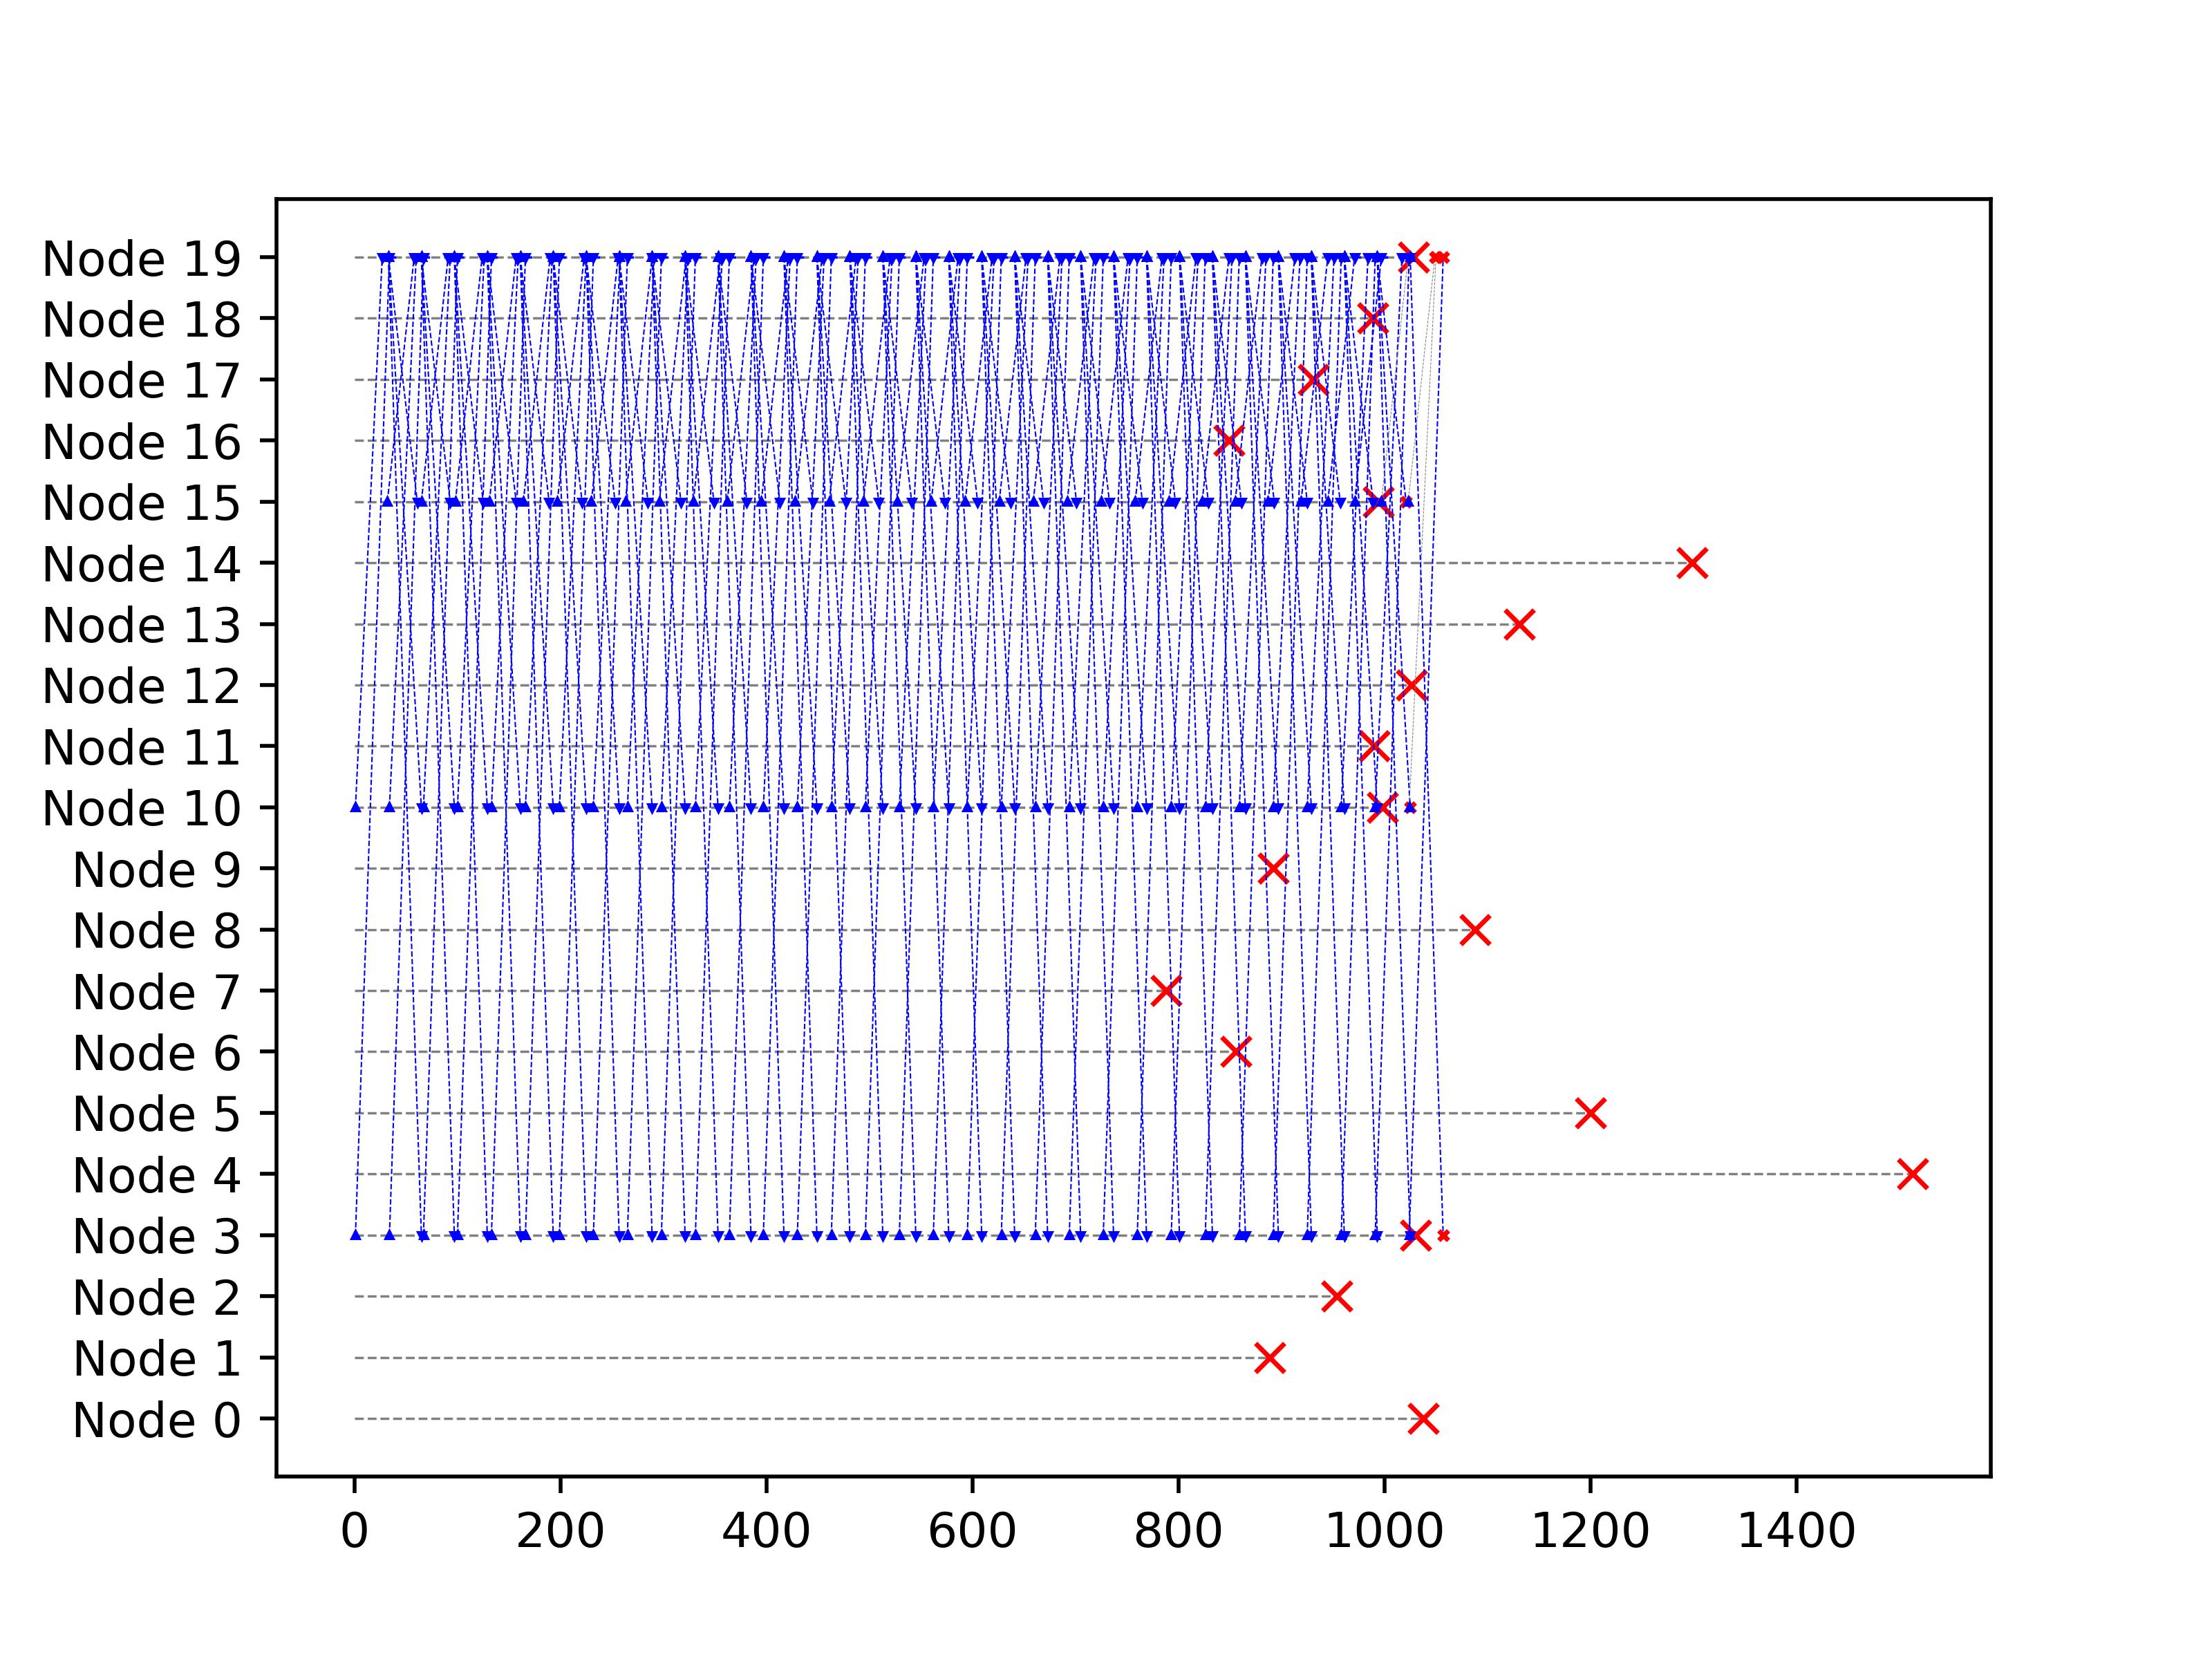 Node 19
Node 18
Node 17
Node 16
Node 15
Node 14
Node 13
Node 12
Node 11
Node 10
Node 9
Node 8
Node 7
Node 6
Node 5
Node 4
Node 3
Node 2
Node 1
Node 0
0 200 400 600 800 1000 1200 1400